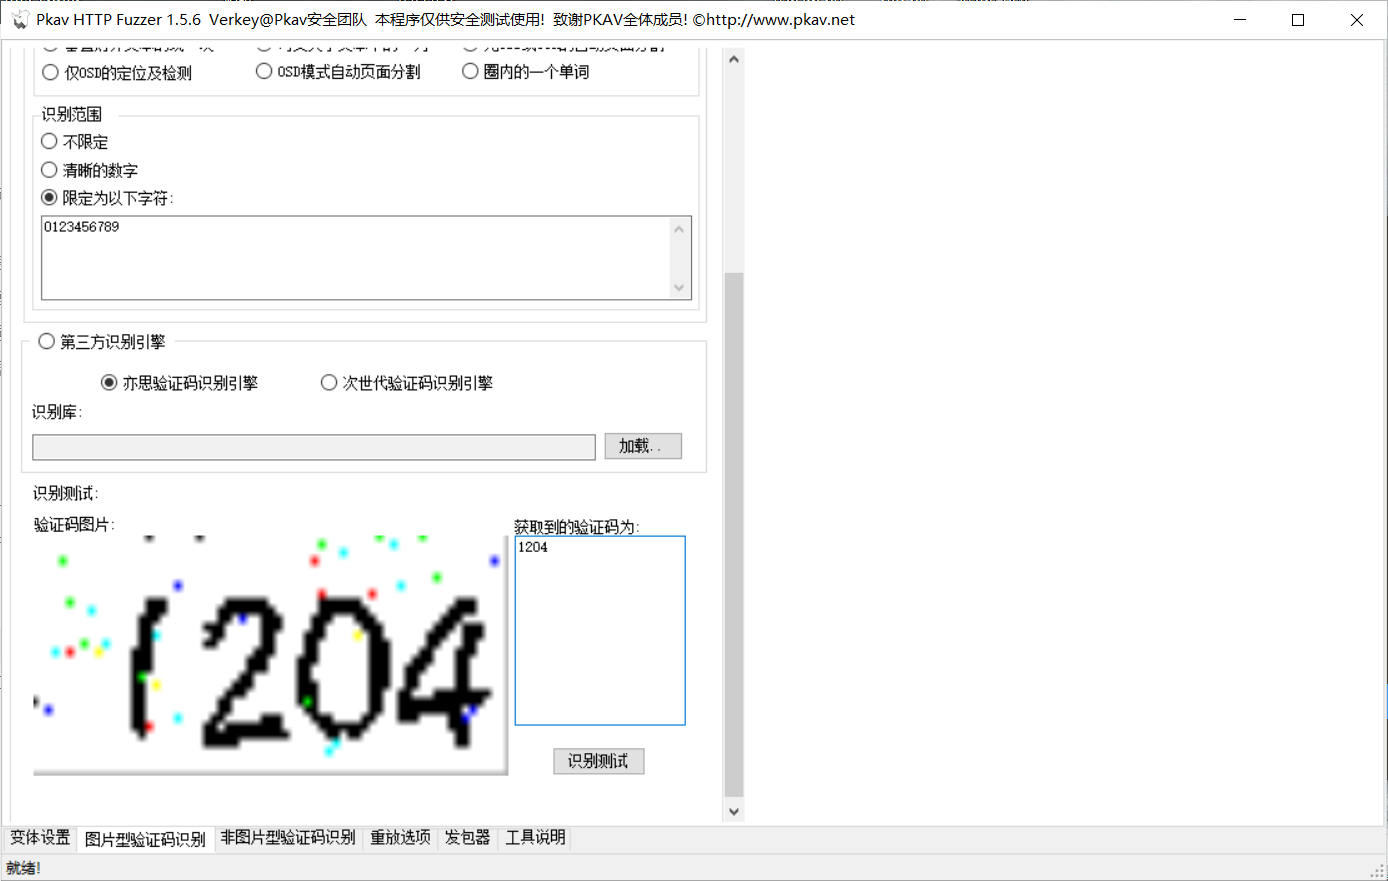 Pkav HTTP Fuzzer 1.5.6 Verkey@Pkav安全团队 本程序仅供安全测试使用! 致谢PKAV全体成员! ©http://www.pkav.net
仅OSD的定位及检测 OSD模式自动页面分割 圈内的一个单词
识别范围
不限定
清晰的数字
限定为以下字符:
0123456789
第三方识别引擎
亦思验证码识别引擎 次世代验证码识别引擎
识别库:
加载..
识别测试:
验证码图片:
获取到的验证码为:
1204
1204
识别测试
变体设置 图片型验证码识别 非图片型验证码识别 重放选项 发包器 工具说明
就绪!